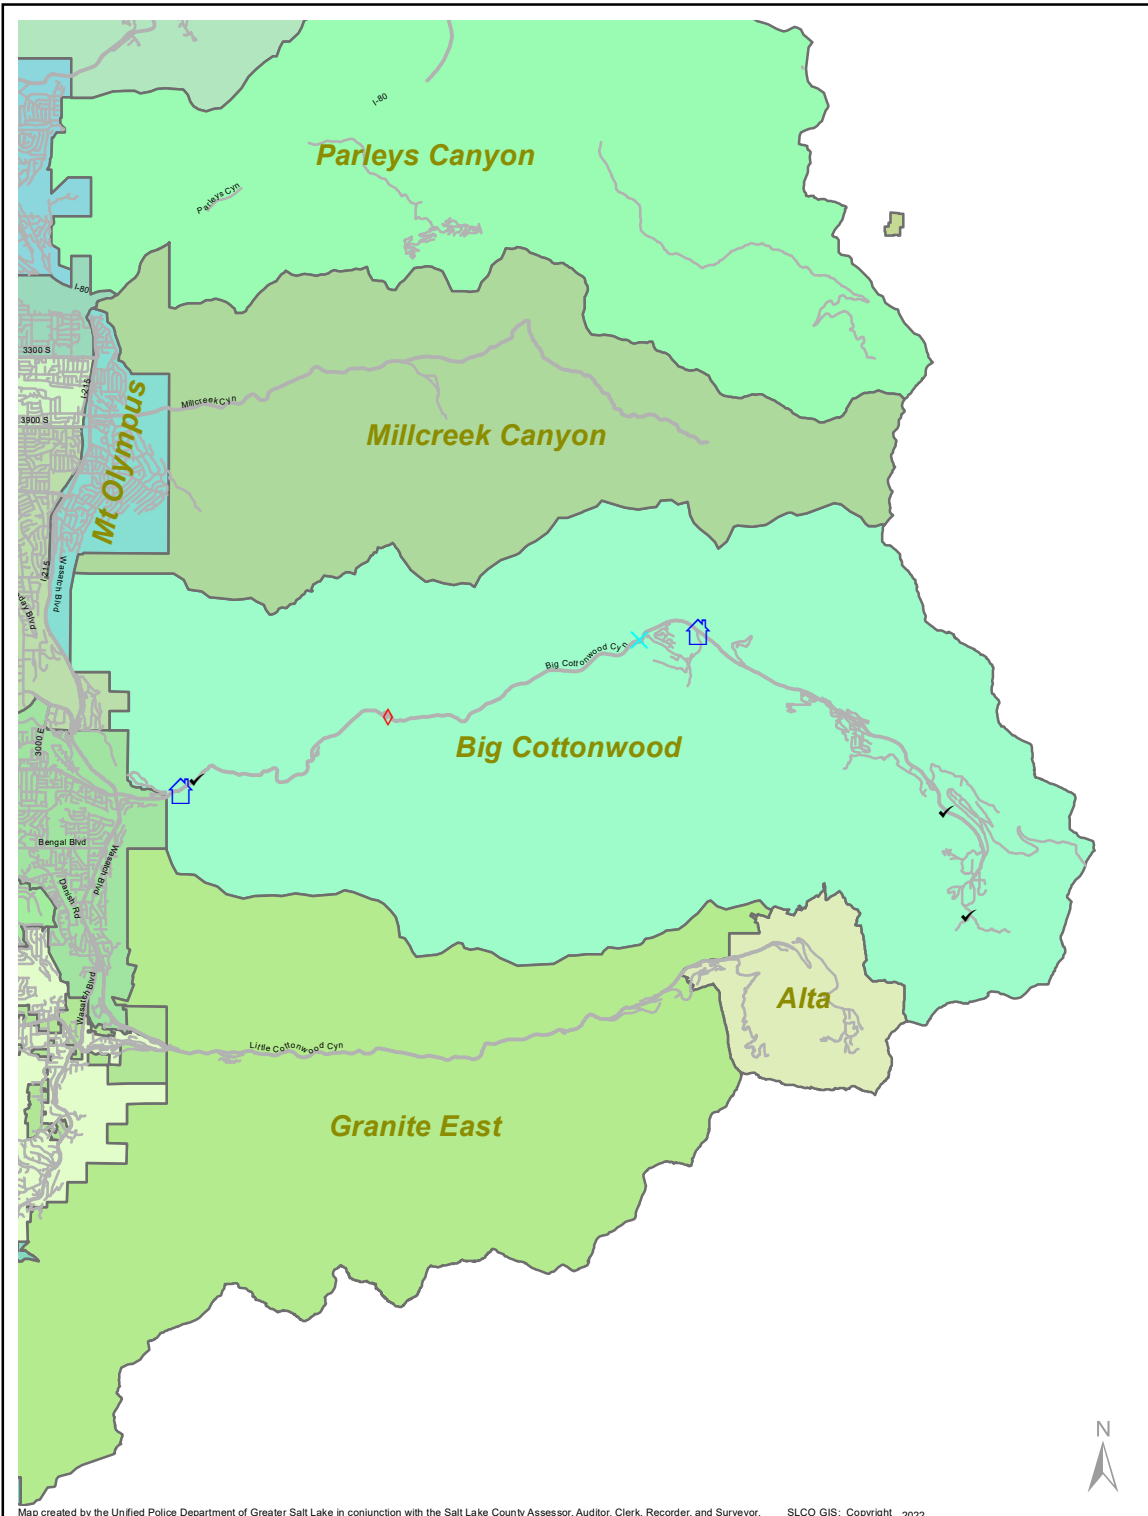 I-80
Parleys Canyon
Parleys Cyn
I-80
3300 S
I-215
Millcreek Cyn
3900 S
Mt Olympus
Millcreek Canyon
I-215
Wasatch Blvd
day Blvd
Big Cottonwood Cyn
3000 E
Big Cottonwood
Bengal Blvd
Wasatch Blvd
Danish Rd
Wasatch Blvd
Alta
Little Cottonwood Cyn
Granite East
N
Map created by the Unified Police Department of Greater Salt Lake in conjunction with the Salt Lake County Assessor, Auditor, Clerk, Recorder, and Surveyor. SLCO GIS: Copyright 2022